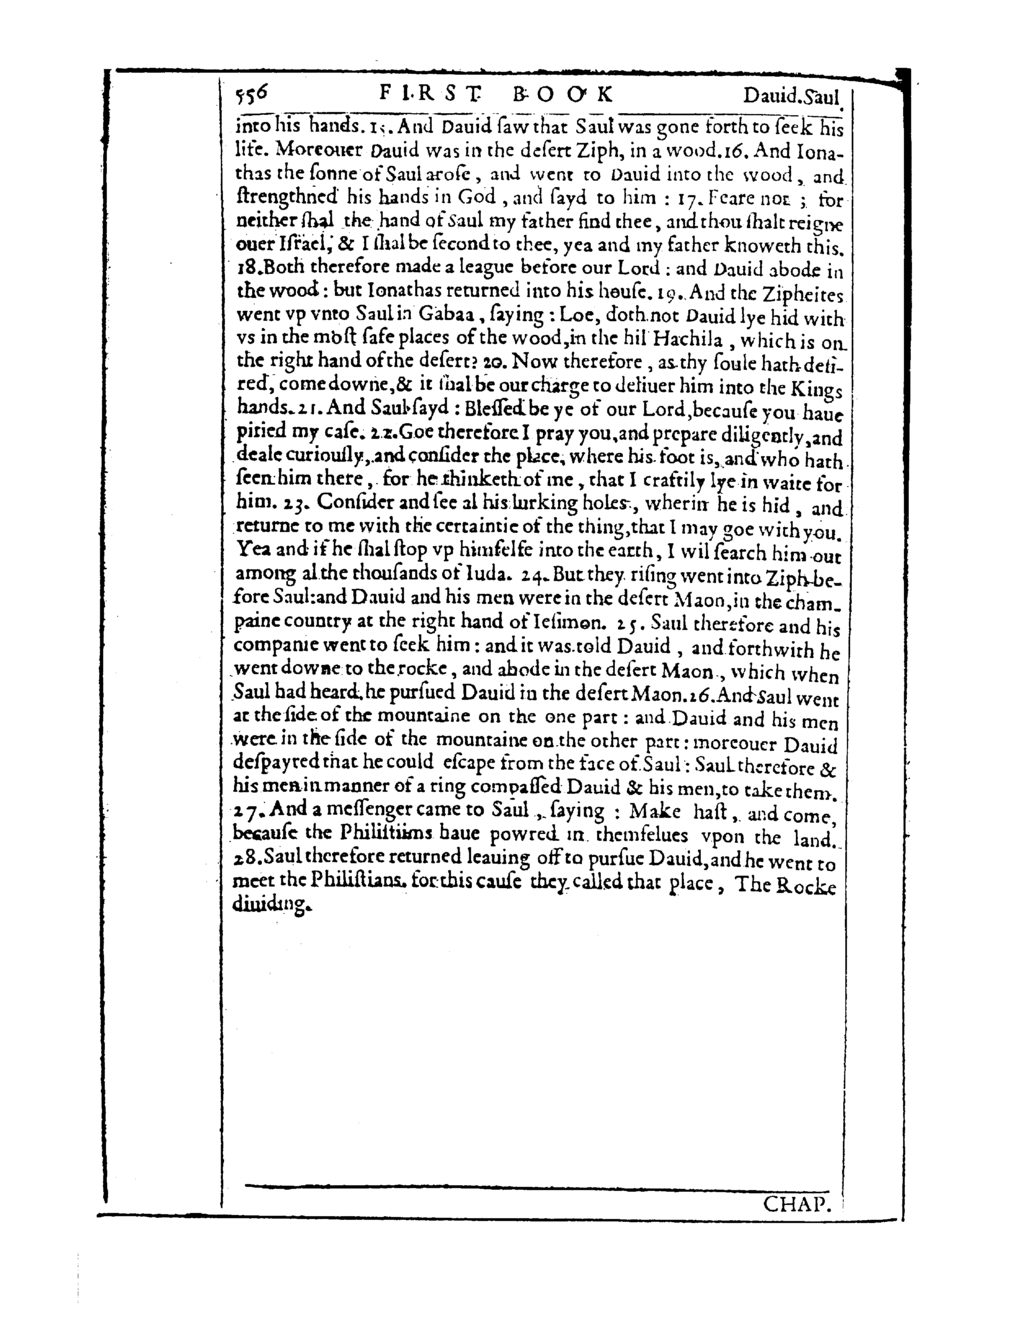 556 FIRST BOOK Dauid.Saul.
into his hands. 15. And Dauid ſaw that Saul was gone forth to ſeek his
life. Moreouer Dauid was in the deſert Ziph, in a wood. 16. And Iona-
thas the ſonne of Saul aroſe, and went to Dauid into the wood, and
ſtrengthned his hands in God, and ſayd to him : 17. Feare not ; for
neither ſhal the hand of Saul my father find thee, and thou ſhalt reigne
ouer Iſrael, & I ſhal be ſecond to thee, yea and my father knoweth this.
18. Both therefore made a league before our Lord : and Dauid abode in
the wood : but Ionathas returned into his houſe. 19. And the Zipheites
went vp vnto Saul in Gabaa, ſaying : Loe, doth not Dauid lye hid with
vs in the moſt ſafe places of the wood, in the hil Hachila, which is on
the right hand of the deſert? 20. Now therefore, as thy ſoule hath deſi-
red, come downe, & it ſhal be our charge to deliuer him into the Kings
hands. 21. And Saul ſayd : Bleſſed be ye of our Lord, becauſe you haue
pitied my caſe. 22. Goe therefore I pray you, and prepare diligently, and
deale curiouſly, and conſider the place, where his foot is, and who hath
ſeen him there, for he thinketh of me, that I craftily lye in waite for
him. 23. Conſider and ſee al his lurking holes, wherin he is hid, and
returne to me with the certaintie of the thing, that I may goe with you.
Yea and if he ſhal ſtop vp himſelfe into the earth, I wil ſearch him out
among al the thouſands of Iuda. 24. But they riſing went into Ziph be-
fore Saul: and Dauid and his men were in the deſert Maon, in the cham-
paine country at the right hand of Ieſimon. 25. Saul therefore and his
companie went to ſeek him : and it was told Dauid, and forthwith he
went downe to the rocke, and abode in the deſert Maon, which when
Saul had heard, he purſued Dauid in the deſert Maon. 26. And Saul went
at the ſide of the mountaine on the one part : and Dauid and his men
were in the ſide of the mountaine on the other part : moreouer Dauid
deſpayred that he could eſcape from the face of Saul : Saul therefore &
his men in manner of a ring compaſſed Dauid & his men, to take them.
27. And a meſſenger came to Saul, ſaying : Make haſt, and come,
becauſe the Philiſtiims haue powred in themſelues vpon the land.
28. Saul therefore returned leauing off to purſue Dauid, and he went to
meet the Philiſtians. for this cauſe they called that place, The Rocke
diuiding.
CHAP.